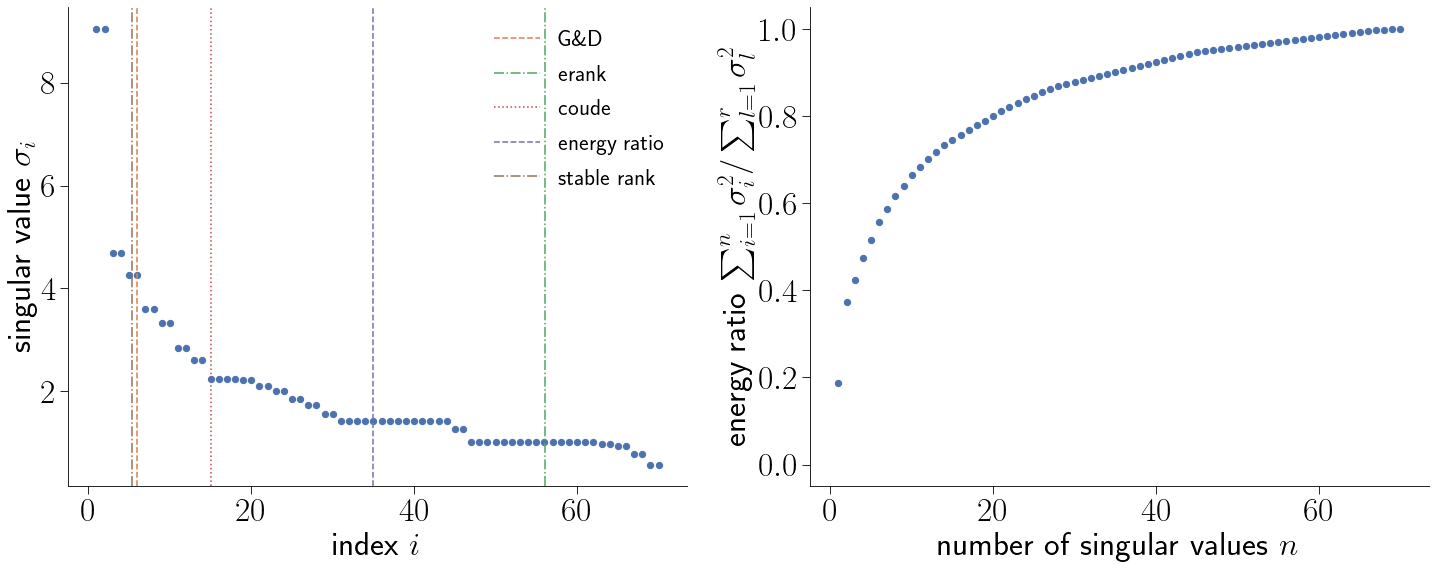 singular value σ_i
8
6
4
2
0 20 40 60
index i
G&D
erank
coude
energy ratio
stable rank
energy ratio ∑_{i=1}^{n} σ_i^2 / ∑_{l=1}^{r} σ_l^2
1.0
0.8
0.6
0.4
0.2
0.0
0 20 40 60
number of singular values n